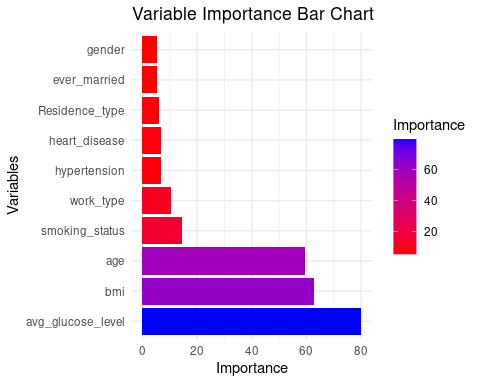 Variable Importance Bar Chart
Variables
gender
ever_married
Residence_type
heart_disease
hypertension
work_type
smoking_status
age
bmi
avg_glucose_level
0 20 40 60 80
Importance
Importance
60
40
20